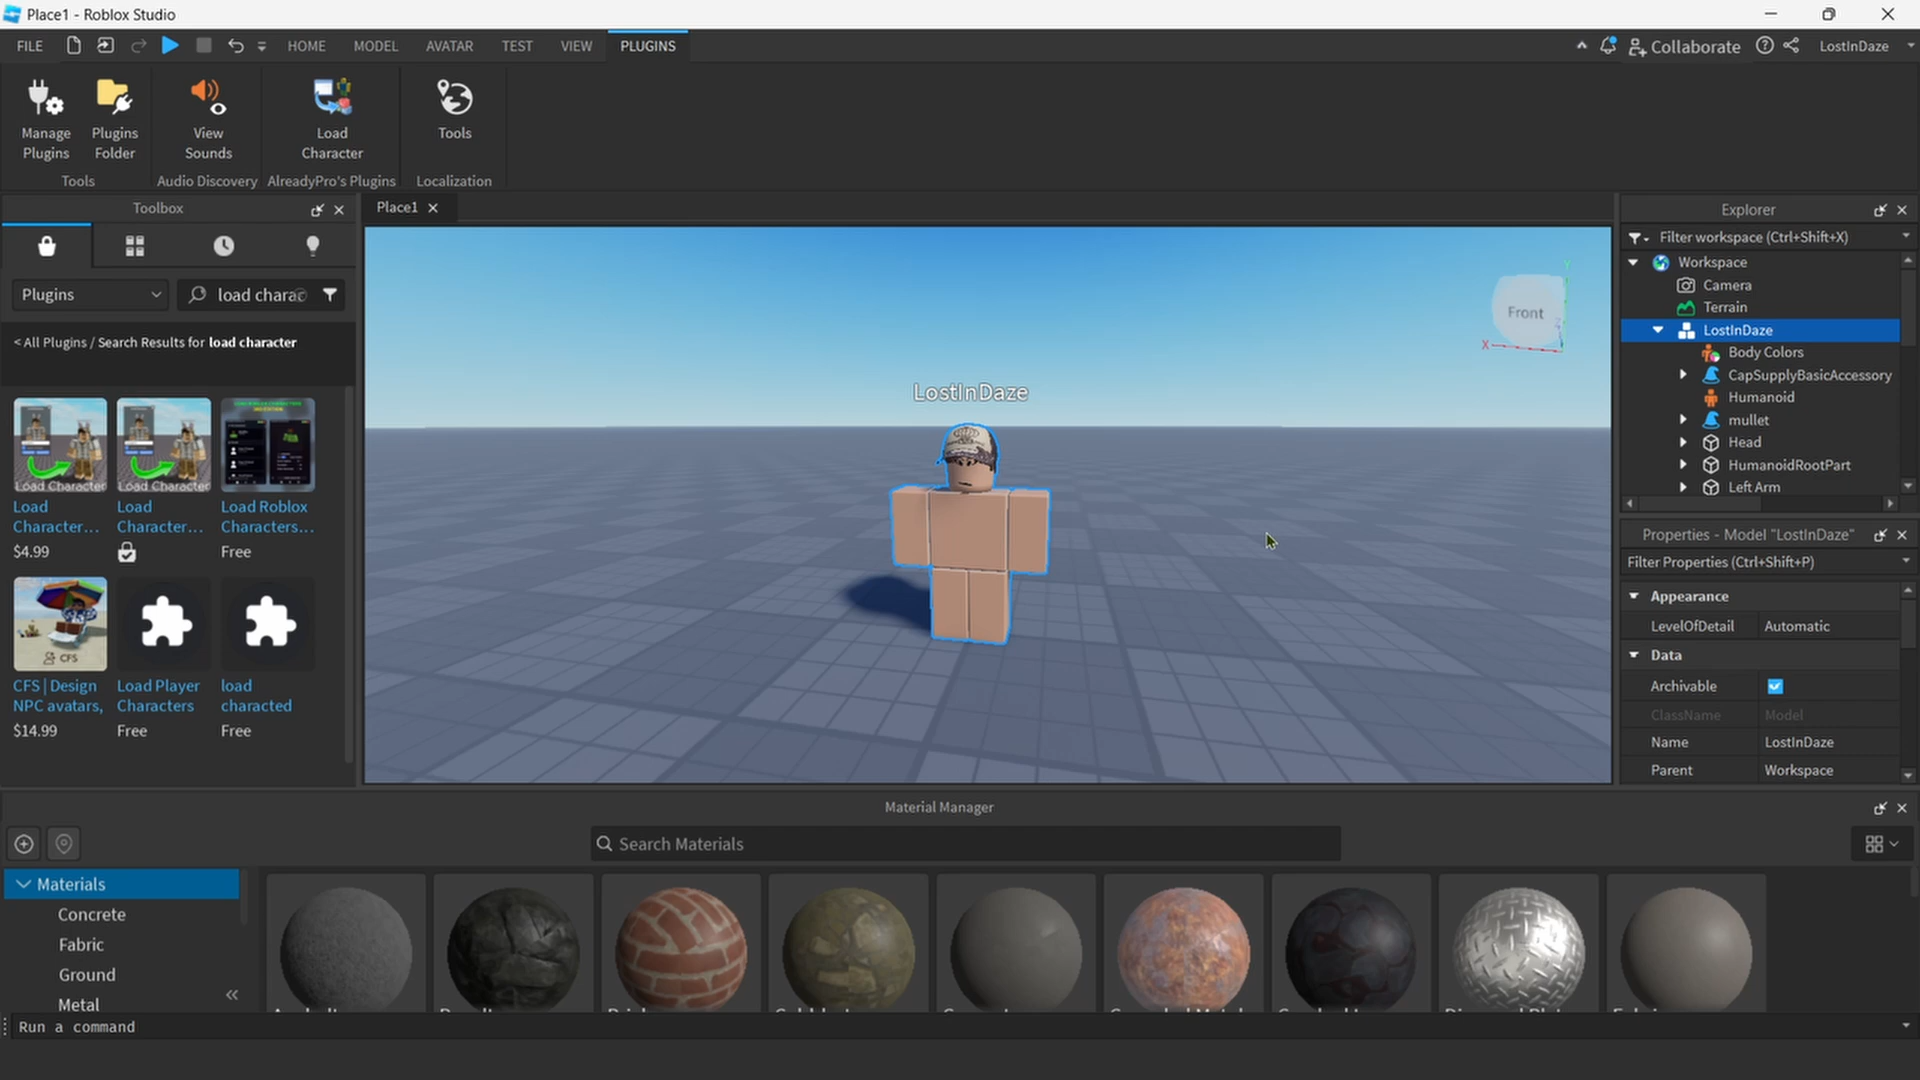 Place1 - Roblox Studio
FILE
HOME
MODEL
AVATAR
TEST
VIEW
PLUGINS
Collaborate
LostInDaze
Manage
Plugins
Plugins
Folder
View
Sounds
Load
Character
Tools
Tools
Audio Discovery
AlreadyPro's Plugins
Localization
Toolbox
Plugins
load charac
< All Plugins / Search Results for load character
Load Character
Load Character
Load
Character...
$4.99
Load
Character...
Load Roblox
Characters...
Free
CFS
CFS | Design
NPC avatars,
$14.99
Load Player
Characters
Free
load
characted
Free
Place1
LostInDaze
Front
X
Y
Z
Explorer
Filter workspace (Ctrl+Shift+X)
Workspace
Camera
Terrain
LostInDaze
Body Colors
CapSupplyBasicAccessory
Humanoid
mullet
Head
HumanoidRootPart
Left Arm
Properties - Model "LostInDaze"
Filter Properties (Ctrl+Shift+P)
Appearance
LevelOfDetail Automatic
Data
Archivable
ClassName Model
Name LostInDaze
Parent Workspace
Material Manager
Search Materials
Materials
Concrete
Fabric
Ground
Metal
Run a command